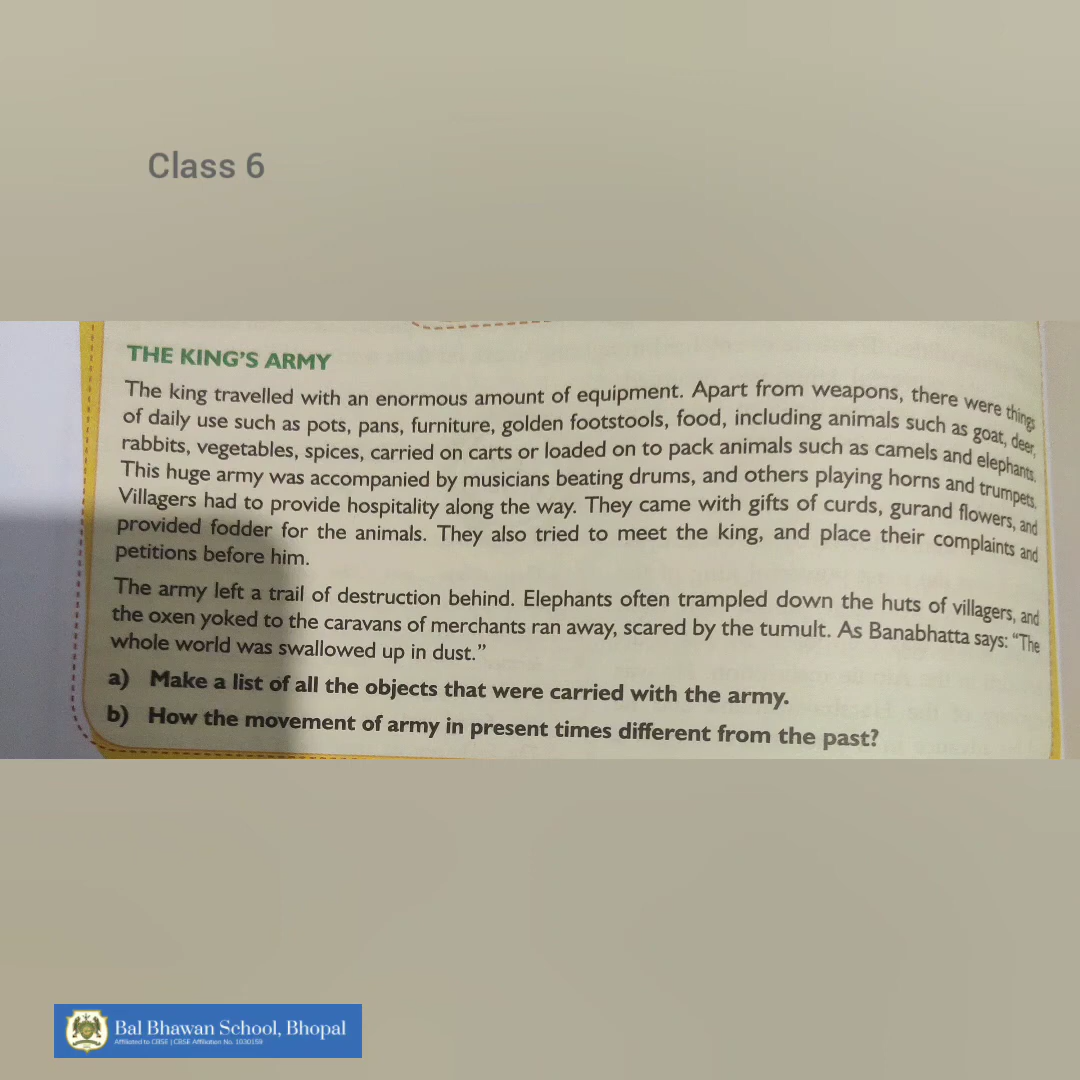 Class 6
THE KING'S ARMY
The king travelled with an enormous amount of equipment. Apart from weapons, there were things
of daily use such as pots, pans, furniture, golden footstools, food, including animals such as goat, deer,
rabbits, vegetables, spices, carried on carts or loaded on to pack animals such as camels and elephants.
This huge army was accompanied by musicians beating drums, and others playing horns and trumpets.
Villagers had to provide hospitality along the way. They came with gifts of curds, gurand flowers, and
provided fodder for the animals. They also tried to meet the king, and place their complaints and
petitions before him.
The army left a trail of destruction behind. Elephants often trampled down the huts of villagers, and
the oxen yoked to the caravans of merchants ran away, scared by the tumult. As Banabhatta says: "The
whole world was swallowed up in dust."
a) Make a list of all the objects that were carried with the army.
b) How the movement of army in present times different from the past?
Bal Bhawan School, Bhopal
Affiliated to CBSE | CBSE Affiliation No. 1030159